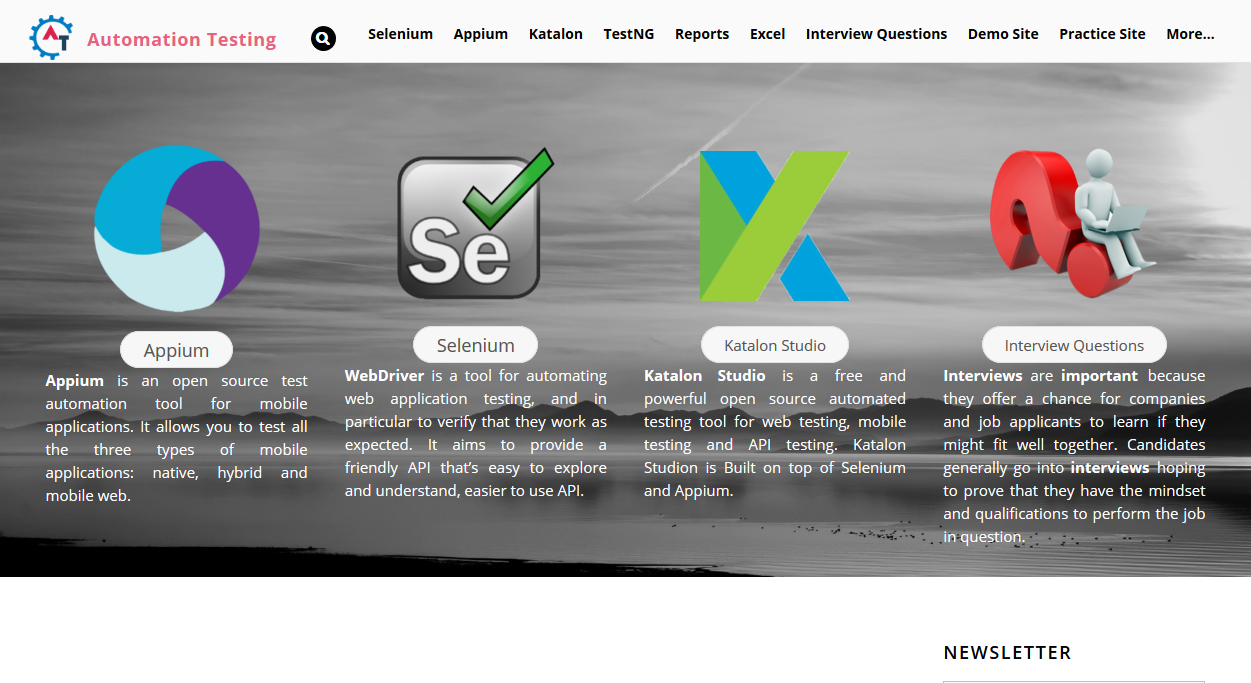 AT
Automation Testing
Selenium Appium Katalon TestNG Reports Excel Interview Questions Demo Site Practice Site More...
Se
Appium
Appium is an open source test
automation tool for mobile
applications. It allows you to test all
the three types of mobile
applications: native, hybrid and
mobile web.
Selenium
WebDriver is a tool for automating
web application testing, and in
particular to verify that they work as
expected. It aims to provide a
friendly API that’s easy to explore
and understand, easier to use API.
Katalon Studio
Katalon Studio is a free and
powerful open source automated
testing tool for web testing, mobile
testing and API testing. Katalon
Studion is Built on top of Selenium
and Appium.
Interview Questions
Interviews are important because
they offer a chance for companies
and job applicants to learn if they
might fit well together. Candidates
generally go into interviews hoping
to prove that they have the mindset
and qualifications to perform the job
in question.
NEWSLETTER